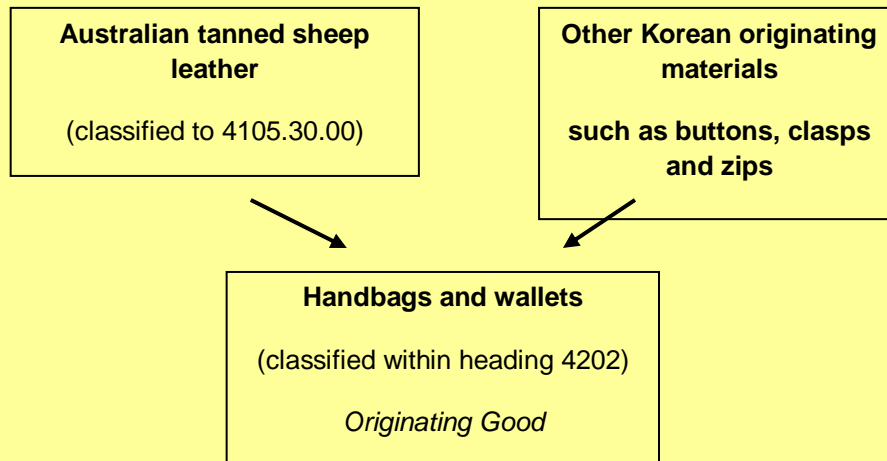 Australian tanned sheep
leather
(classified to 4105.30.00)
Other Korean originating
materials
such as buttons, clasps
and zips
Handbags and wallets
(classified within heading 4202)
Originating Good